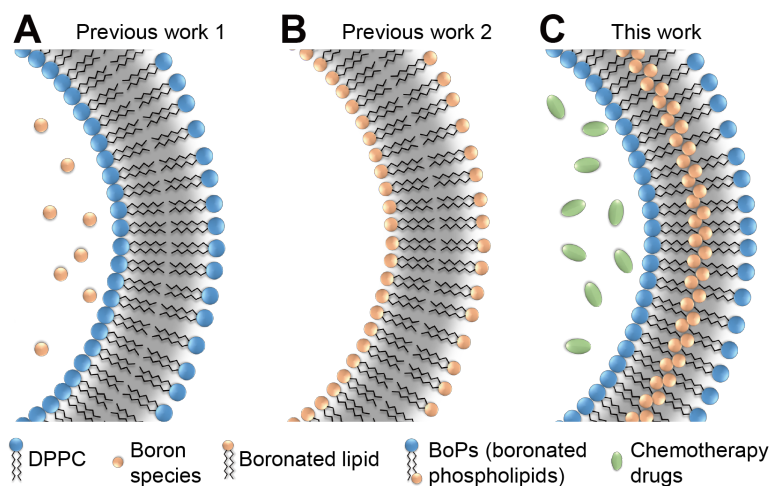 A Previous work 1
B Previous work 2
C This work
DPPC
Boron
species
Boronated lipid
BoPs (boronated
phospholipids)
Chemotherapy
drugs